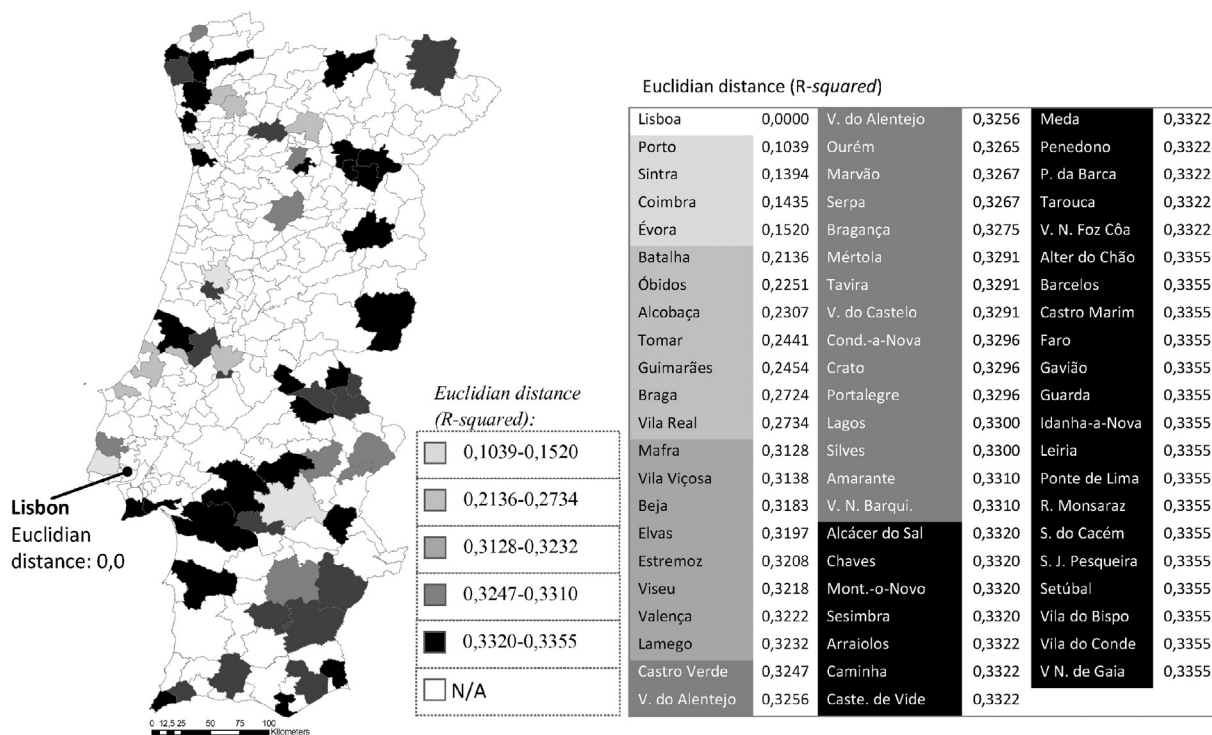 Euclidian distance (R-squared)
Lisboa 0,0000 V. do Alentejo 0,3256 Meda 0,3322
Porto 0,1039 Ourém 0,3265 Penedono 0,3322
Sintra 0,1394 Marvão 0,3267 P. da Barca 0,3322
Coimbra 0,1435 Serpa 0,3267 Tarouca 0,3322
Évora 0,1520 Bragança 0,3275 V. N. Foz Côa 0,3322
Batalha 0,2136 Mértola 0,3291 Alter do Chão 0,3355
Óbidos 0,2251 Tavira 0,3291 Barcelos 0,3355
Alcobaça 0,2307 V. do Castelo 0,3291 Castro Marim 0,3355
Tomar 0,2441 Cond.-a-Nova 0,3296 Faro 0,3355
Guimarães 0,2454 Crato 0,3296 Gavião 0,3355
Braga 0,2724 Portalegre 0,3296 Guarda 0,3355
Vila Real 0,2734 Lagos 0,3300 Idanha-a-Nova 0,3355
Mafra 0,3128 Silves 0,3300 Leiria 0,3355
Vila Viçosa 0,3138 Amarante 0,3310 Ponte de Lima 0,3355
Beja 0,3183 V. N. Barqui. 0,3310 R. Monsaraz 0,3355
Elvas 0,3197 Alcácer do Sal 0,3320 S. do Cacém 0,3355
Estremoz 0,3208 Chaves 0,3320 S. J. Pesqueira 0,3355
Viseu 0,3218 Mont.-o-Novo 0,3320 Setúbal 0,3355
Valença 0,3222 Sesimbra 0,3320 Vila do Bispo 0,3355
Lamego 0,3232 Arraiolos 0,3322 Vila do Conde 0,3355
Castro Verde 0,3247 Caminha 0,3322 V N. de Gaia 0,3355
V. do Alentejo 0,3256 Caste. de Vide 0,3322
Euclidian distance
(R-squared):
0,1039-0,1520
0,2136-0,2734
0,3128-0,3232
0,3247-0,3310
0,3320-0,3355
N/A
Lisbon
Euclidian
distance: 0,0
0 12,5 25 50 75 100
Kilometers